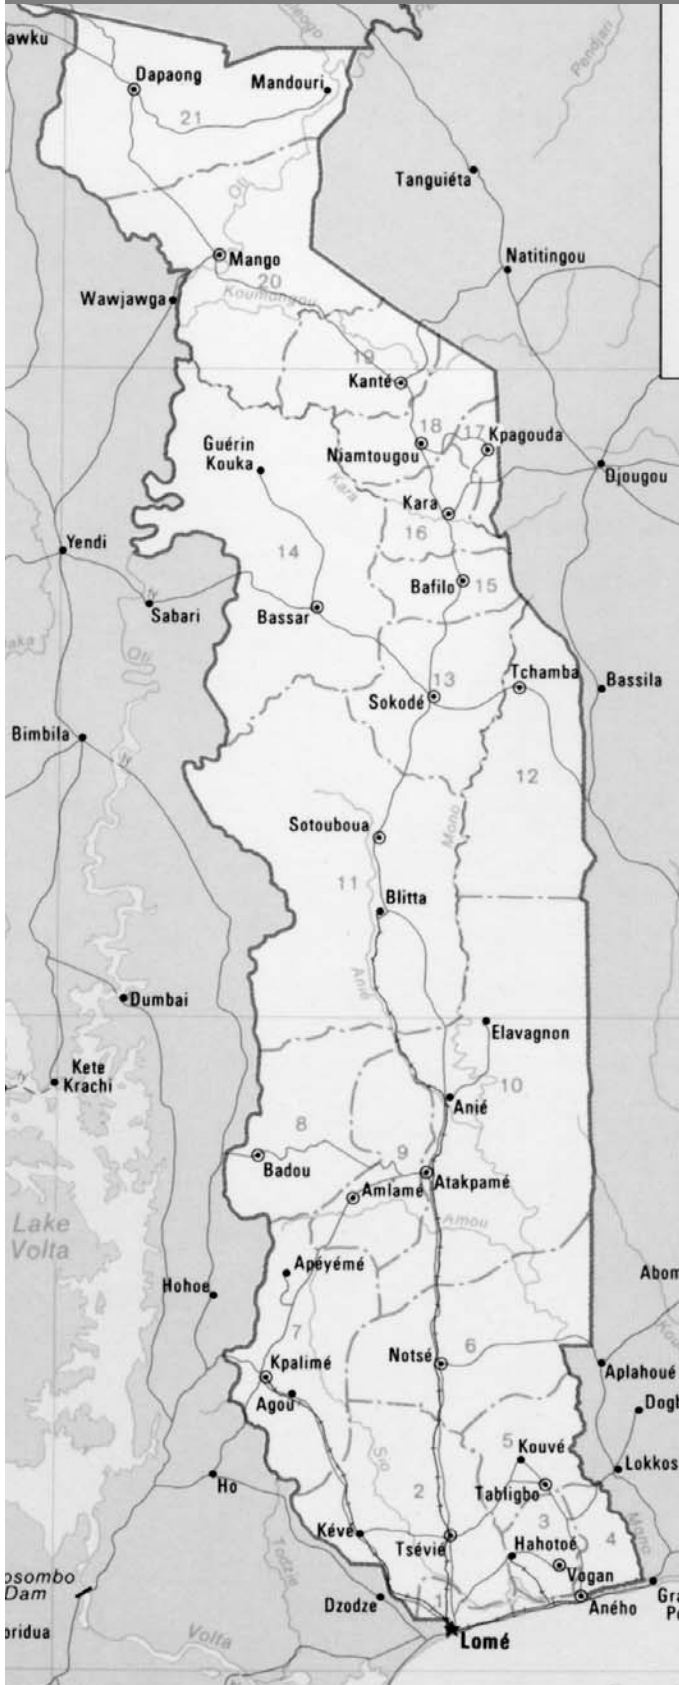 awku
Dapaong
Mandouri
Pendjari
21
Oti
Tanguiéta
Natitingou
Mango
20
Koumongou
Wawjawga
19
Kanté
18
17
Kpagouda
Niamtougou
Guérin
Kouka
Djougou
Kara
Kara
16
Yendi
14
Bafilo
15
Sabari
Bassar
Oti
13
Tchamba
Sokodé
Bassila
Bimbila
12
Mono
Sotouboua
11
Blitta
Anié
Dumbai
Elavagnon
Kete
Krachi
10
Anié
8
9
Badou
Atakpamé
Amlamé
Amou
Lake
Volta
Apéyémé
Abom
Hohoe
7
6
Notsé
Kpalimé
Aplahoué
Agou
Dogb
5
Kouvé
Sio
Lokkos
Ho
Tabligbo
2
3
4
Mono
Kévé
Tsévié
Hahotoé
Todzie
osombo
Dam
Vogan
Dzodze
1
Aného
Gra
Po
oridua
Volta
Lomé